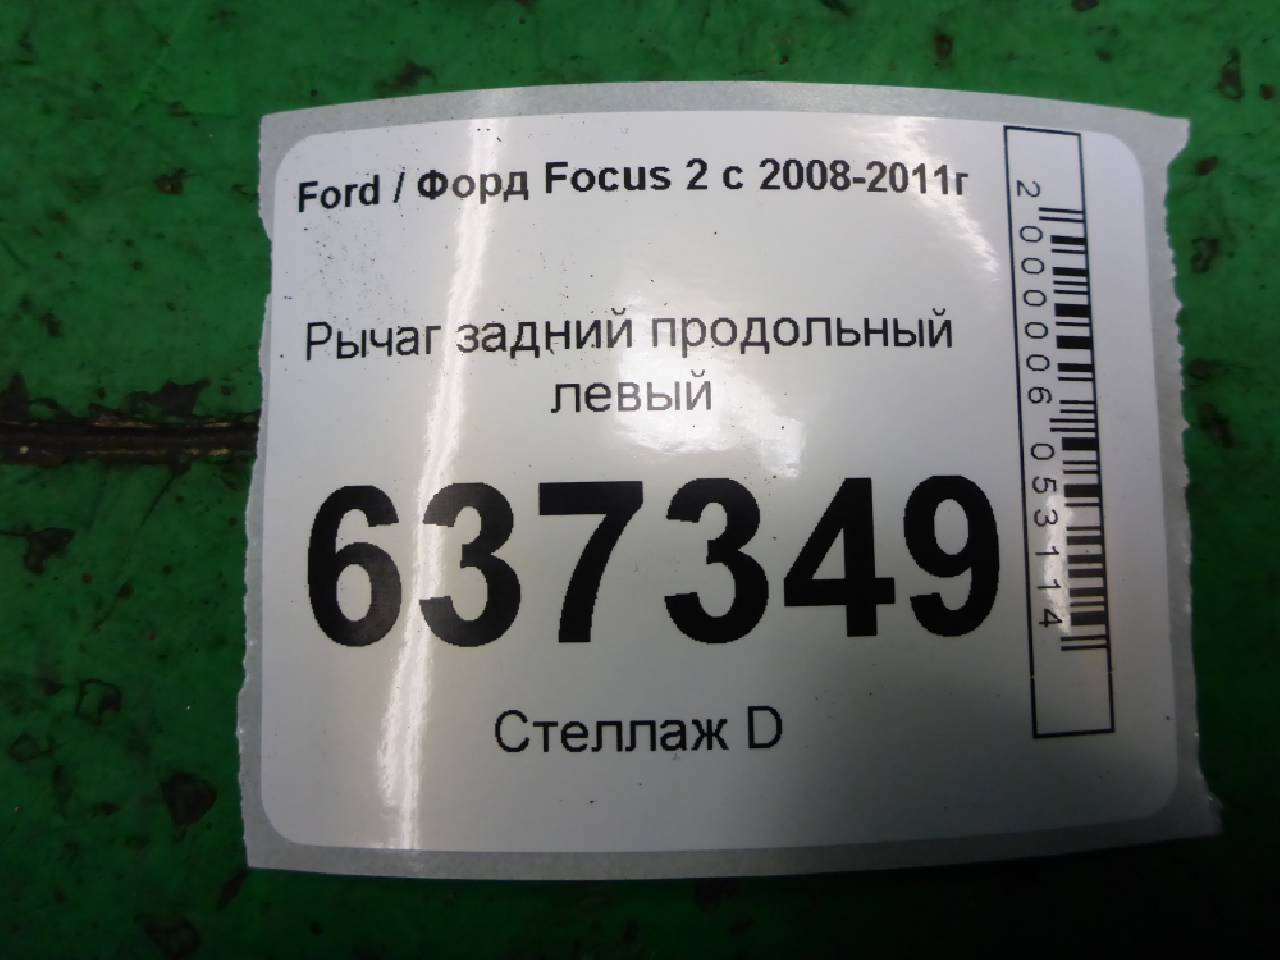 Ford / Форд Focus 2 с 2008-2011г
Рычаг задний продольный
левый
637349
Стеллаж D
2000006053114